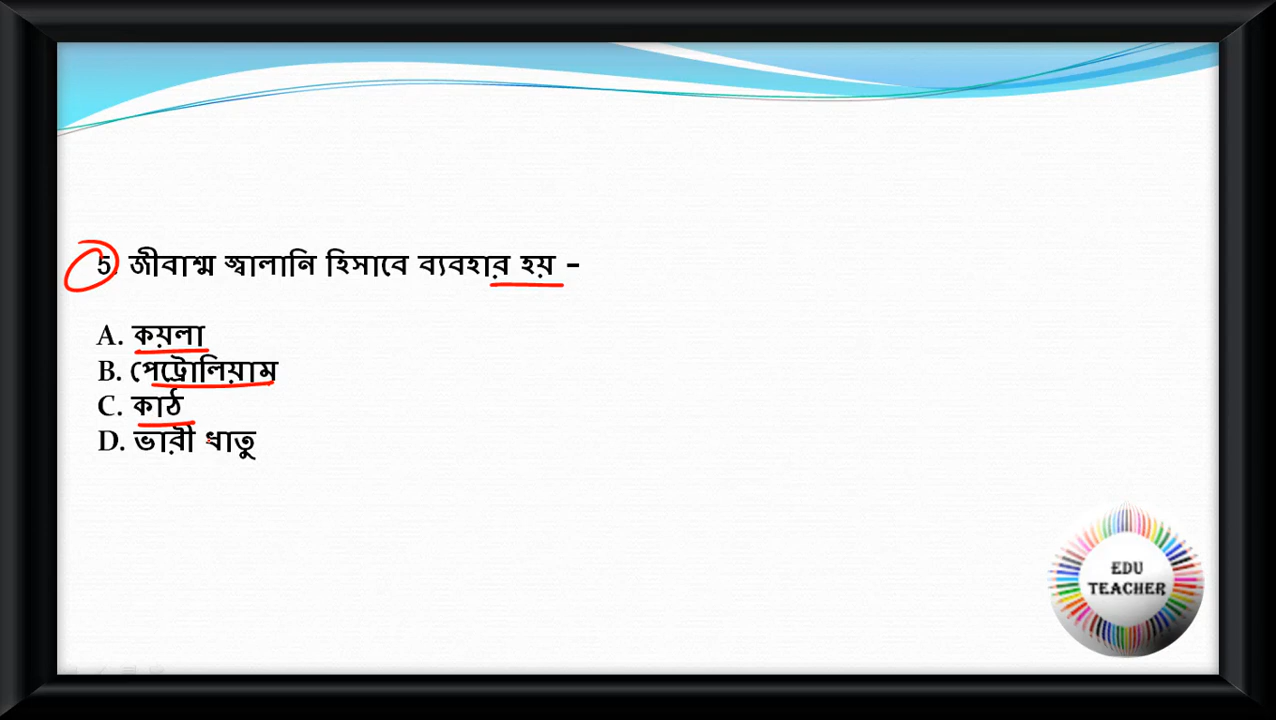 5. জীবাশ্ম জ্বালানি হিসাবে ব্যবহার হয় –
A. কয়লা
B. পেট্রোলিয়াম
C. কাঠ
D. ভারী ধাতু
EDU
TEACHER